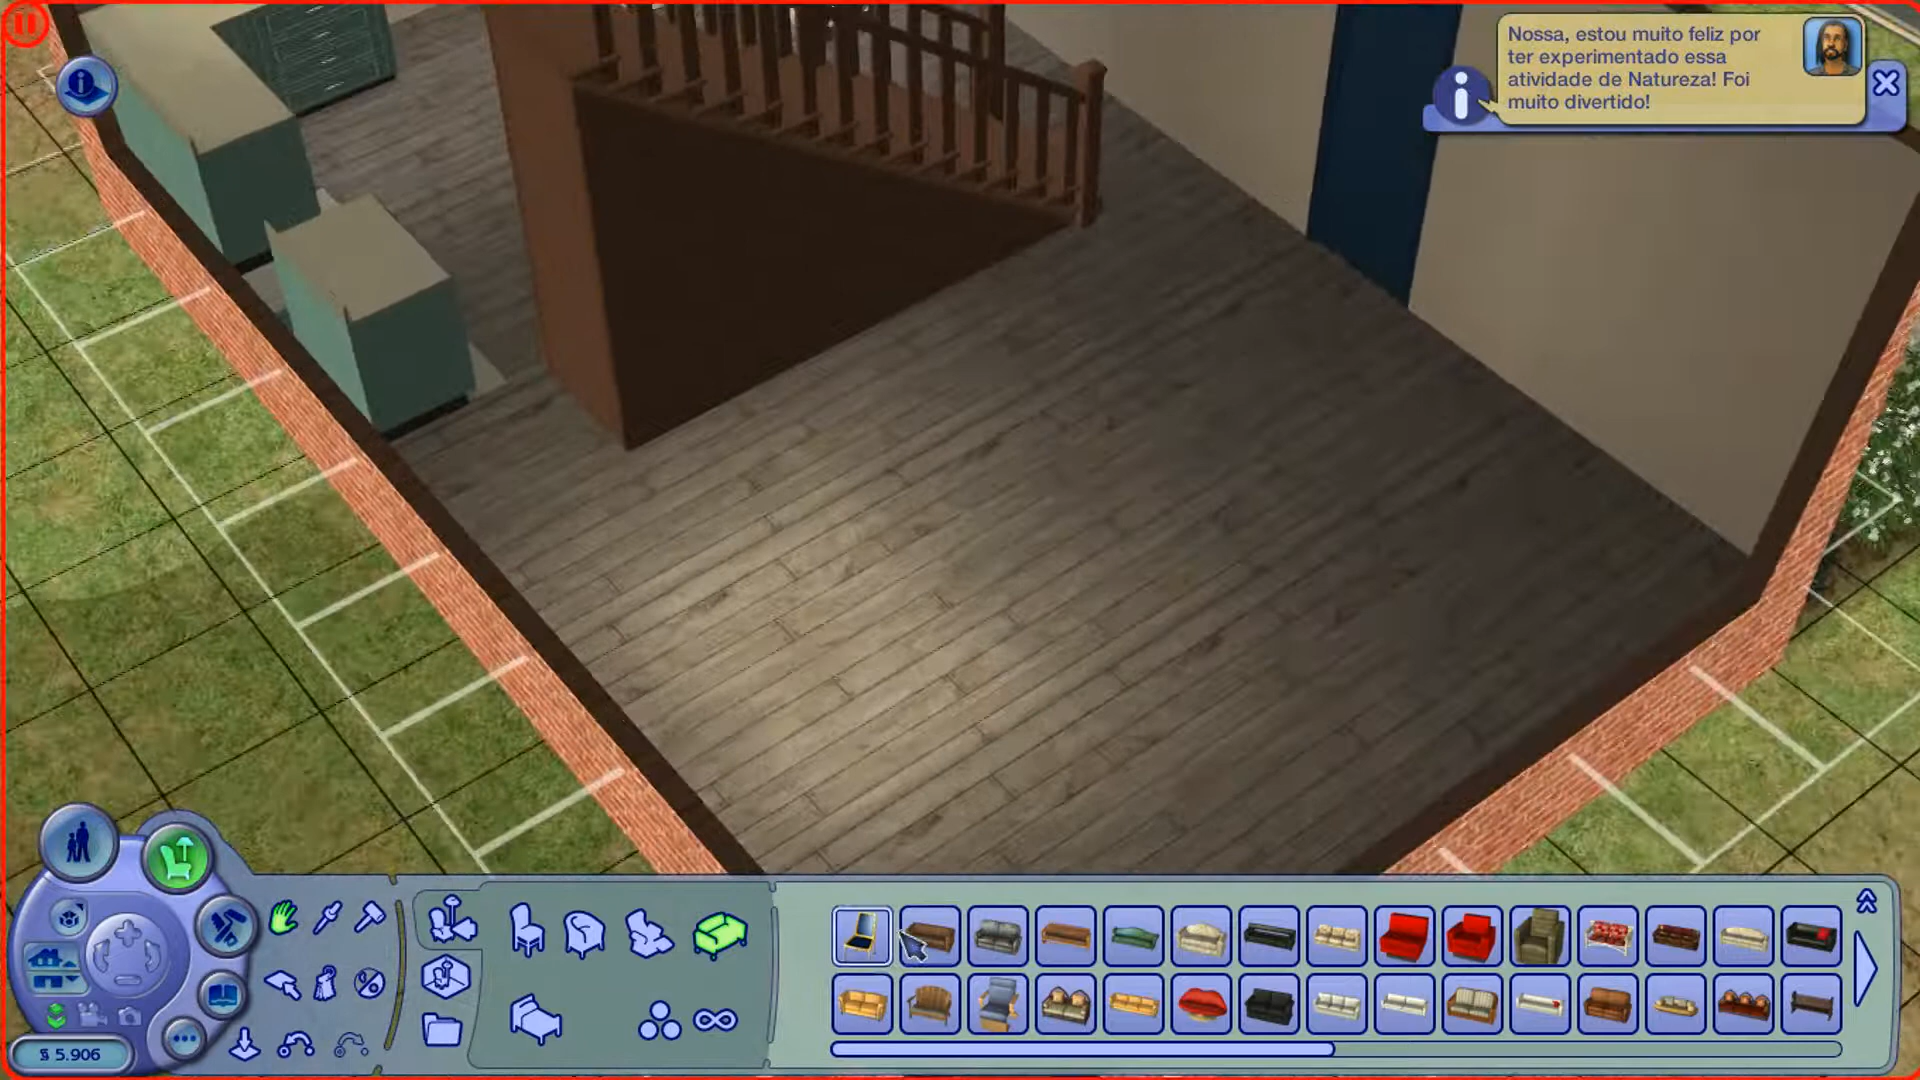 Nossa, estou muito feliz por
ter experimentado essa
atividade de Natureza! Foi
muito divertido!
§ 5.906